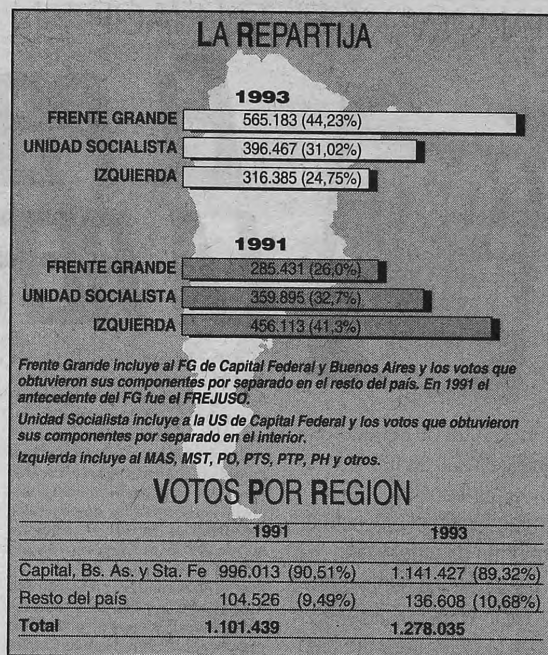 LA REPARTIJA
1993
FRENTE GRANDE 565.183 (44,23%)
UNIDAD SOCIALISTA 396.467 (31,02%)
IZQUIERDA 316.385 (24,75%)
1991
FRENTE GRANDE 285.431 (26,0%)
UNIDAD SOCIALISTA 359.895 (32,7%)
IZQUIERDA 456.113 (41,3%)
Frente Grande incluye al FG de Capital Federal y Buenos Aires y los votos que
obtuvieron sus componentes por separado en el resto del país. En 1991 el
antecedente del FG fue el FREJUSO.
Unidad Socialista incluye a la US de Capital Federal y los votos que obtuvieron
sus componentes por separado en el interior.
Izquierda incluye al MAS, MST, PO, PTS, PTP, PH y otros.
VOTOS POR REGION
1991 1993
Capital, Bs. As. y Sta. Fe 996.013 (90,51%) 1.141.427 (89,32%)
Resto del país 104.526 (9,49%) 136.608 (10,68%)
Total 1.101.439 1.278.035